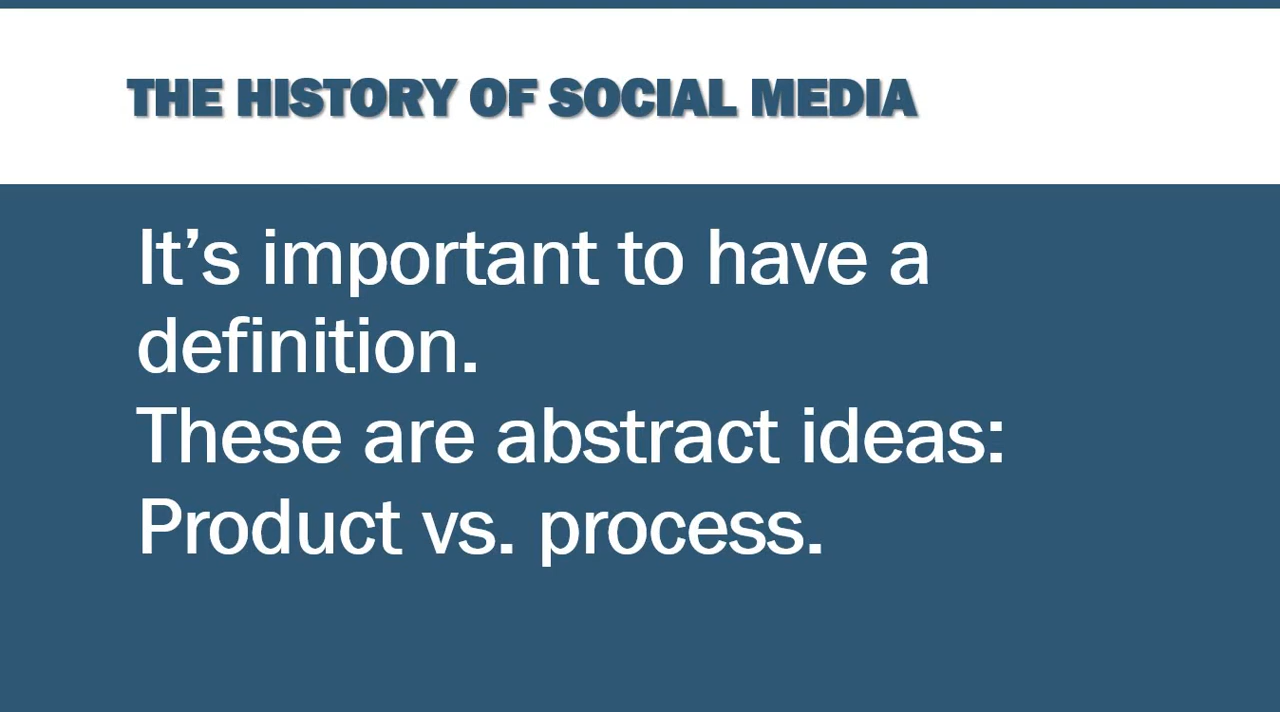 THE HISTORY OF SOCIAL MEDIA
It’s important to have a
definition.
These are abstract ideas:
Product vs. process.